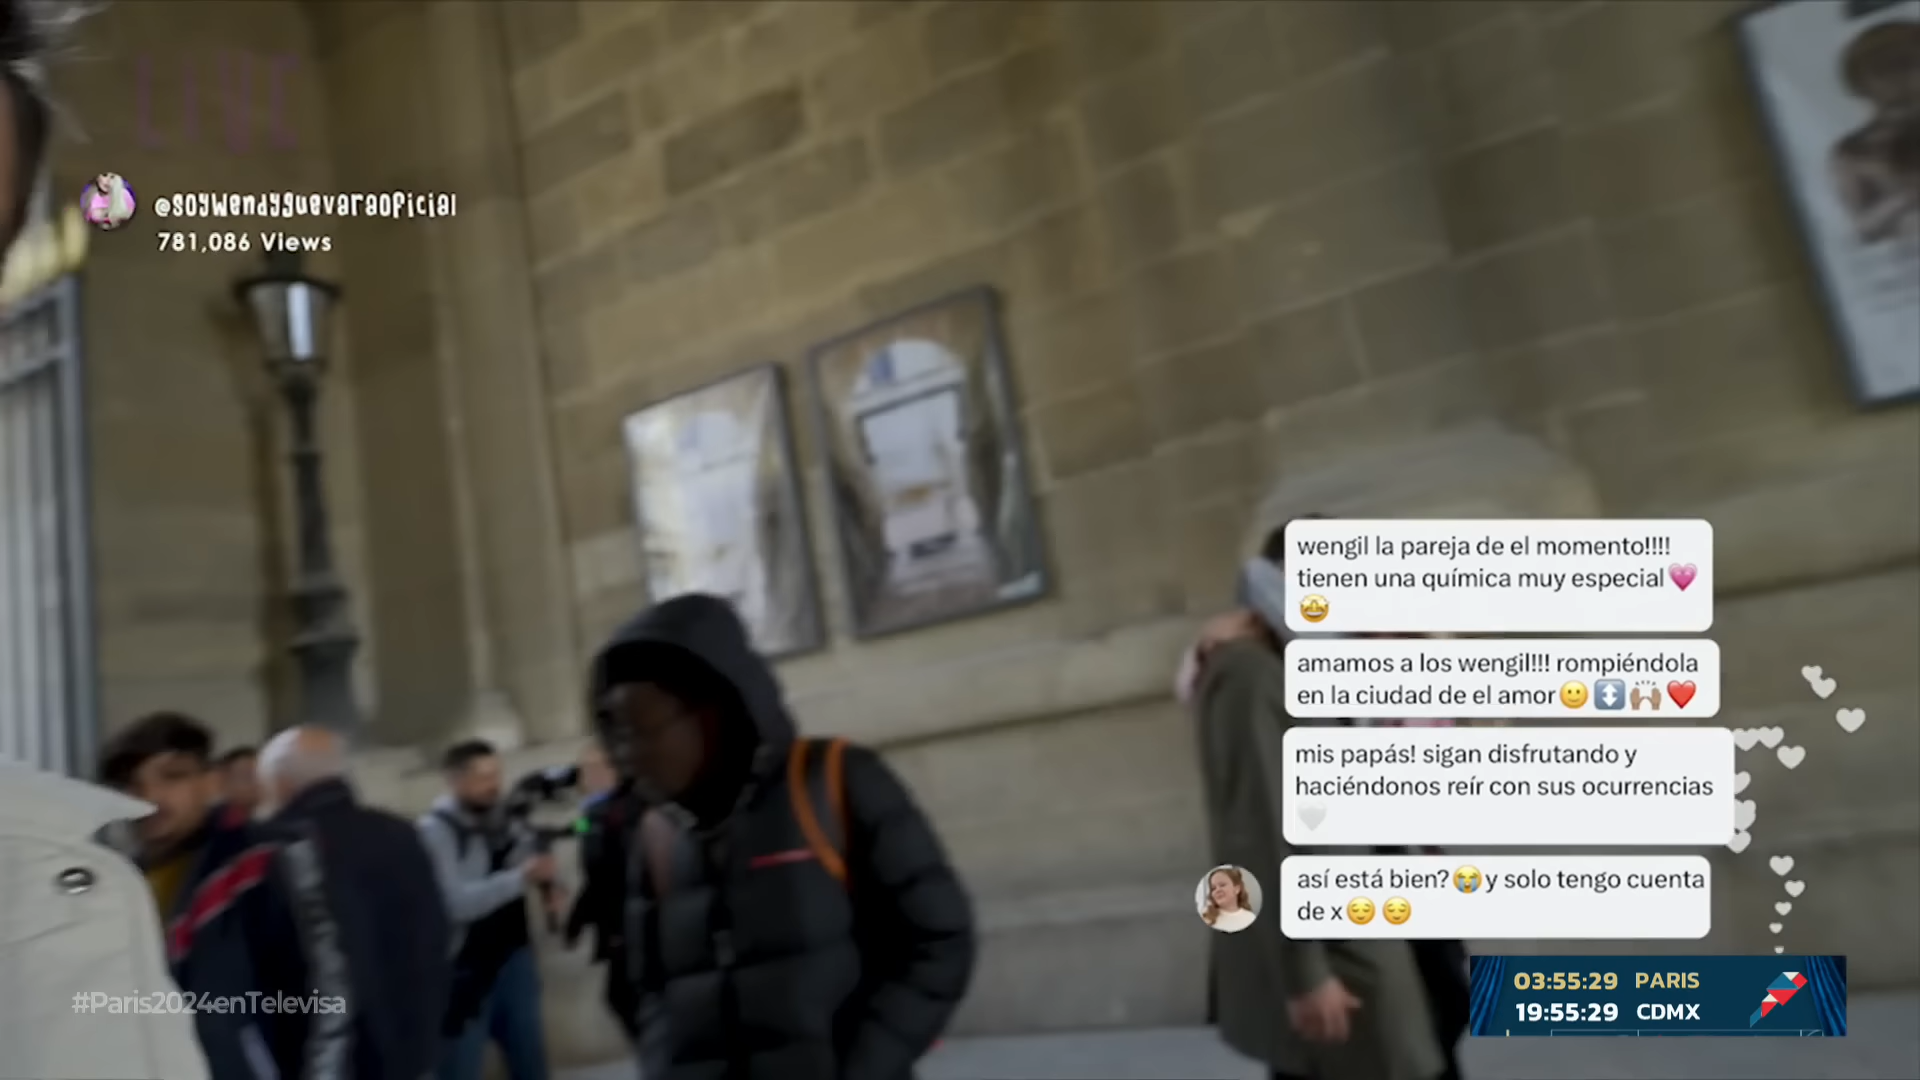 LIVE
@soywendyguevaraoficial
781,086 Views
wengil la pareja de el momento!!!!
tienen una química muy especial💗
🤩
amamos a los wengil!!! rompiéndola
en la ciudad de el amor🙂↕️🙌🏽❤️
mis papás! sigan disfrutando y
haciéndonos reír con sus ocurrencias
🤍
así está bien?😭y solo tengo cuenta
de x😌😌
03:55:29 PARIS
19:55:29 CDMX
#Paris2024enTelevisa